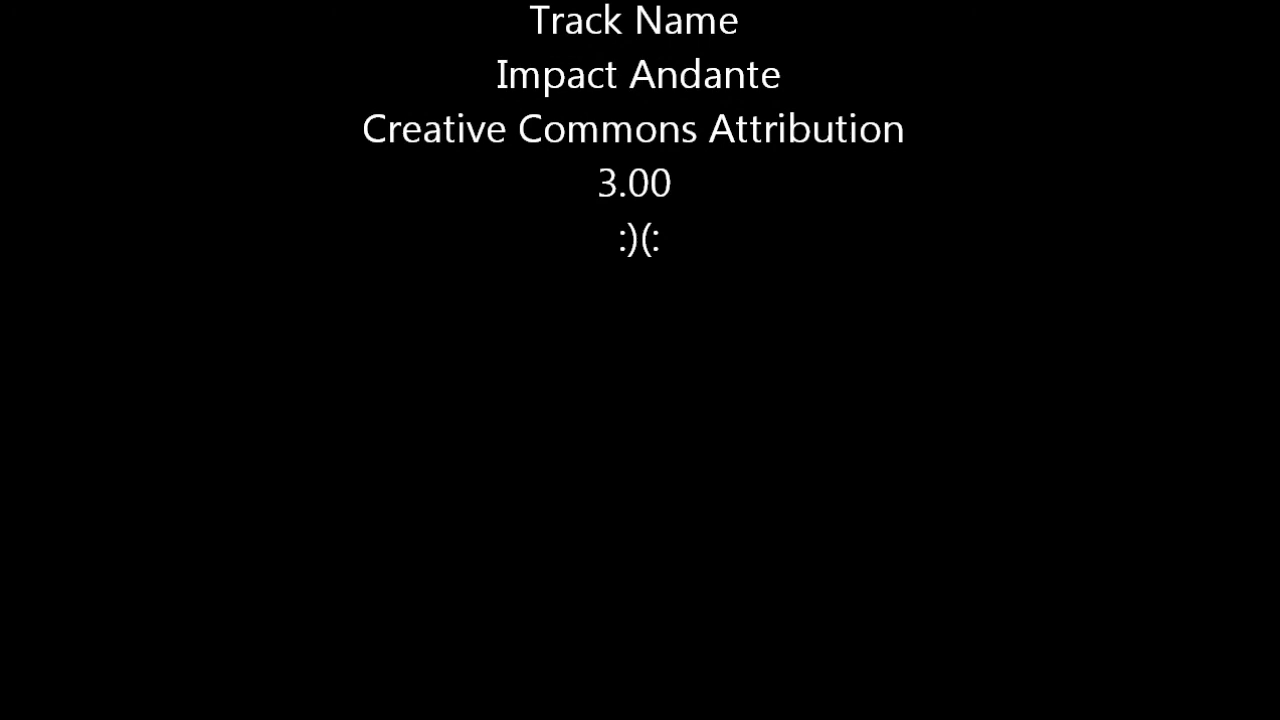 Track Name
Impact Andante
Creative Commons Attribution
3.00
:)(: